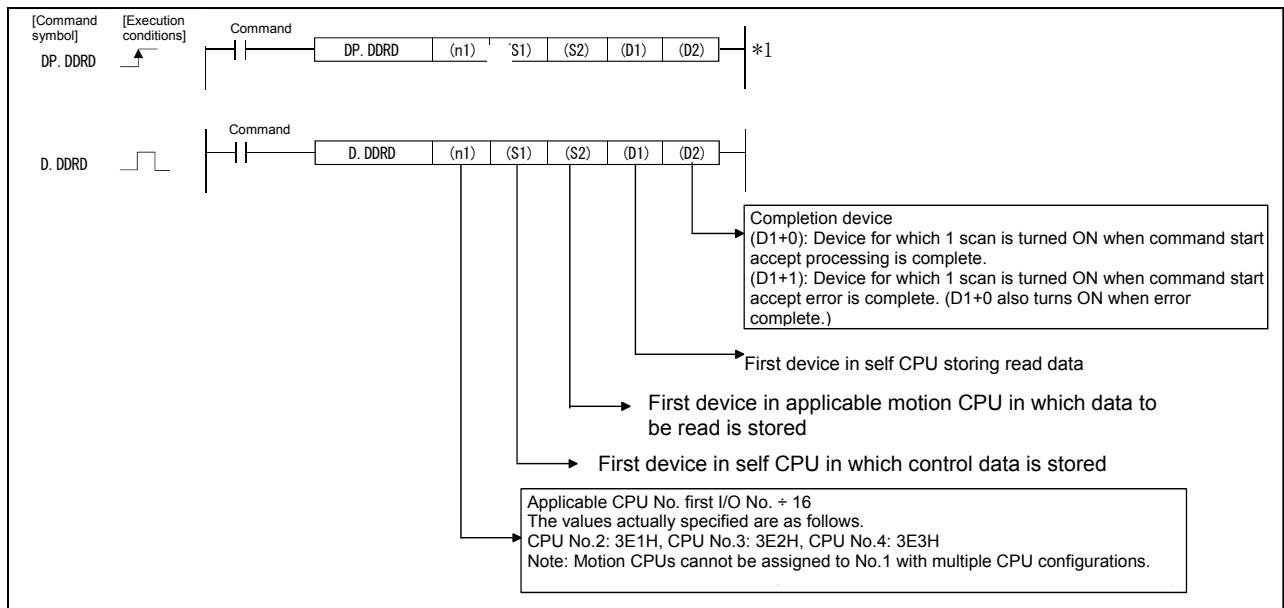 [Command symbol]
[Execution conditions]
Command
DP. DDRD
DP. DDRD (n1) S1) (S2) (D1) (D2) *1
Command
D. DDRD
D. DDRD (n1) (S1) (S2) (D1) (D2)
Completion device
(D1+0): Device for which 1 scan is turned ON when command start
accept processing is complete.
(D1+1): Device for which 1 scan is turned ON when command start
accept error is complete. (D1+0 also turns ON when error
complete.)
First device in self CPU storing read data
First device in applicable motion CPU in which data to
be read is stored
First device in self CPU in which control data is stored
Applicable CPU No. first I/O No. ÷ 16
The values actually specified are as follows.
CPU No.2: 3E1H, CPU No.3: 3E2H, CPU No.4: 3E3H
Note: Motion CPUs cannot be assigned to No.1 with multiple CPU configurations.